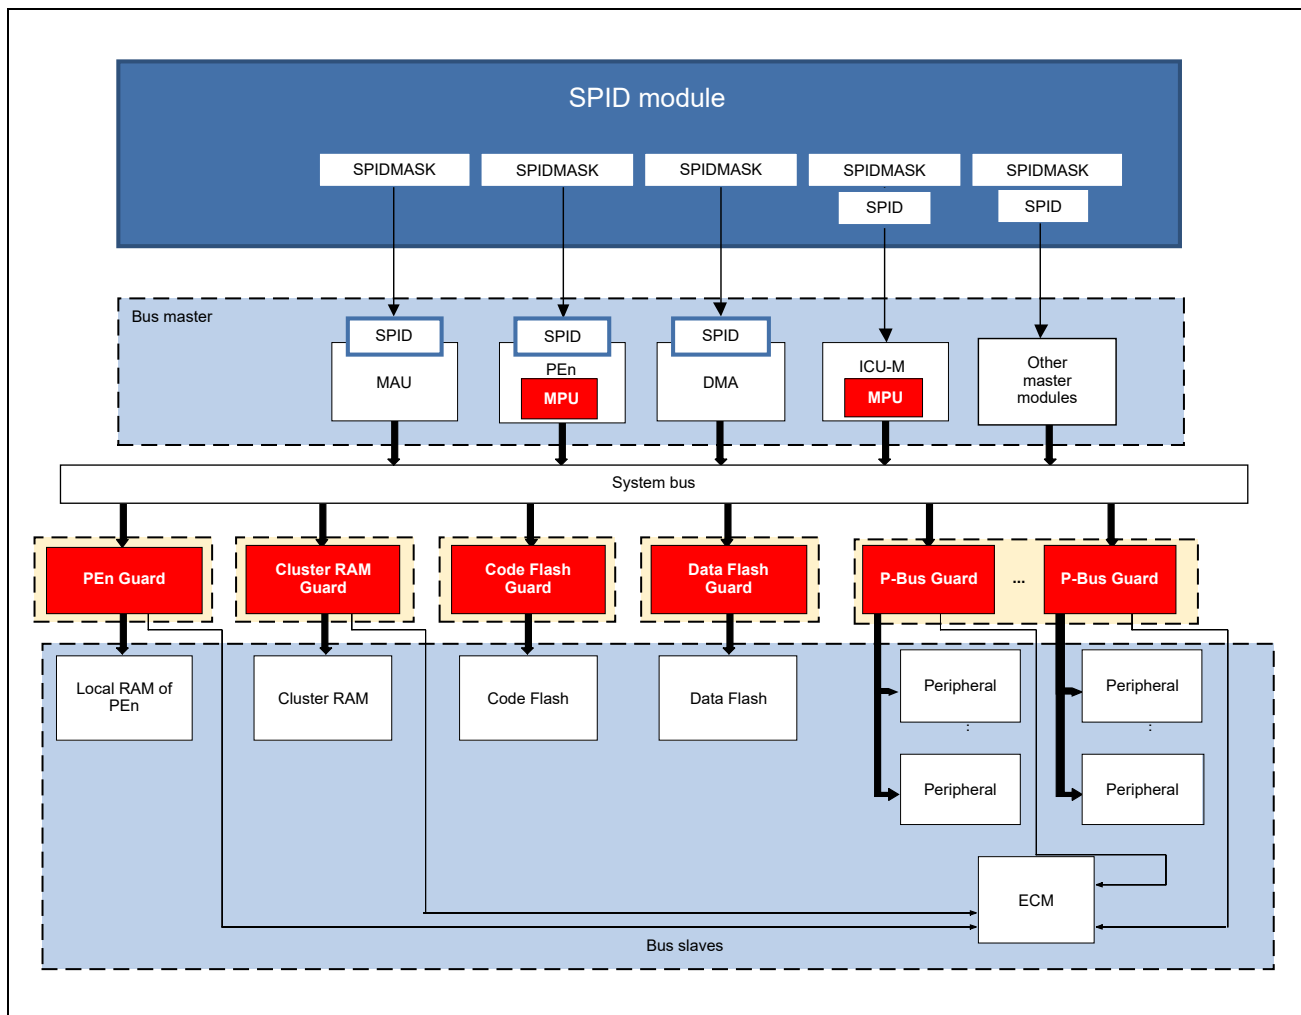 SPID module
SPIDMASK
SPIDMASK
SPIDMASK
SPIDMASK
SPIDMASK
SPID
SPID
Bus master
SPID
SPID
SPID
MAU
PEn
MPU
DMA
ICU-M
MPU
Other
master
modules
System bus
PEn Guard
Cluster RAM
Guard
Code Flash
Guard
Data Flash
Guard
P-Bus Guard
...
P-Bus Guard
Local RAM of
PEn
Cluster RAM
Code Flash
Data Flash
Peripheral
Peripheral
:
:
Peripheral
Peripheral
ECM
Bus slaves